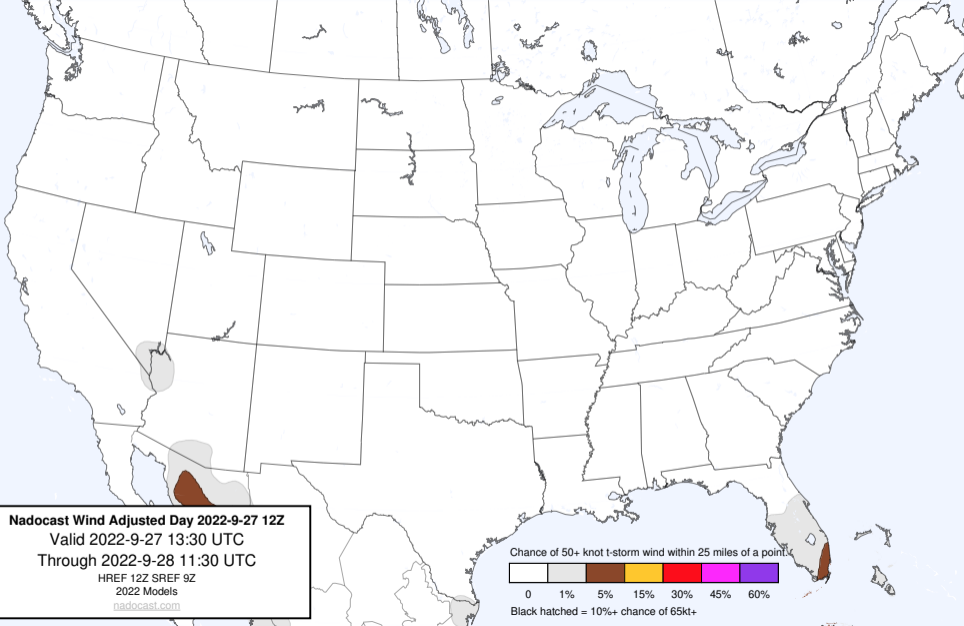 Nadocast Wind Adjusted Day 2022-9-27 12Z
Valid 2022-9-27 13:30 UTC
Through 2022-9-28 11:30 UTC
HREF 12Z SREF 9Z
2022 Models
nadocast.com
Chance of 50+ knot t-storm wind within 25 miles of a point.
0 1% 5% 15% 30% 45% 60%
Black hatched = 10%+ chance of 65kt+